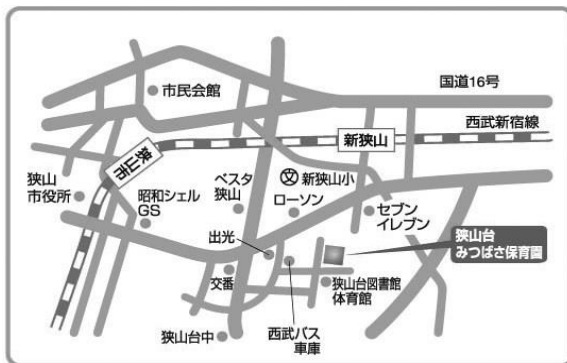 国道16号
市民会館
西武新宿線
新狭山
狭山市
狭山
市役所
昭和シェル
GS
ベスタ
狭山
文
新狭山小
ローソン
セブン
イレブン
狭山台
みつばさ保育園
出光
交番
狭山台図書館
体育館
狭山台中
西武バス
車庫